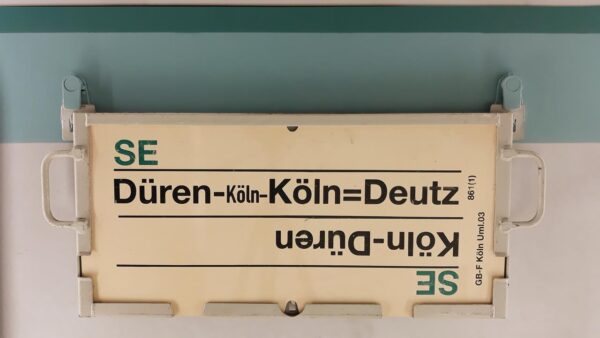 SE
Düren-Köln-Köln=Deutz
Köln-Düren
SE
861(1)
GB-F Köln Uml.03